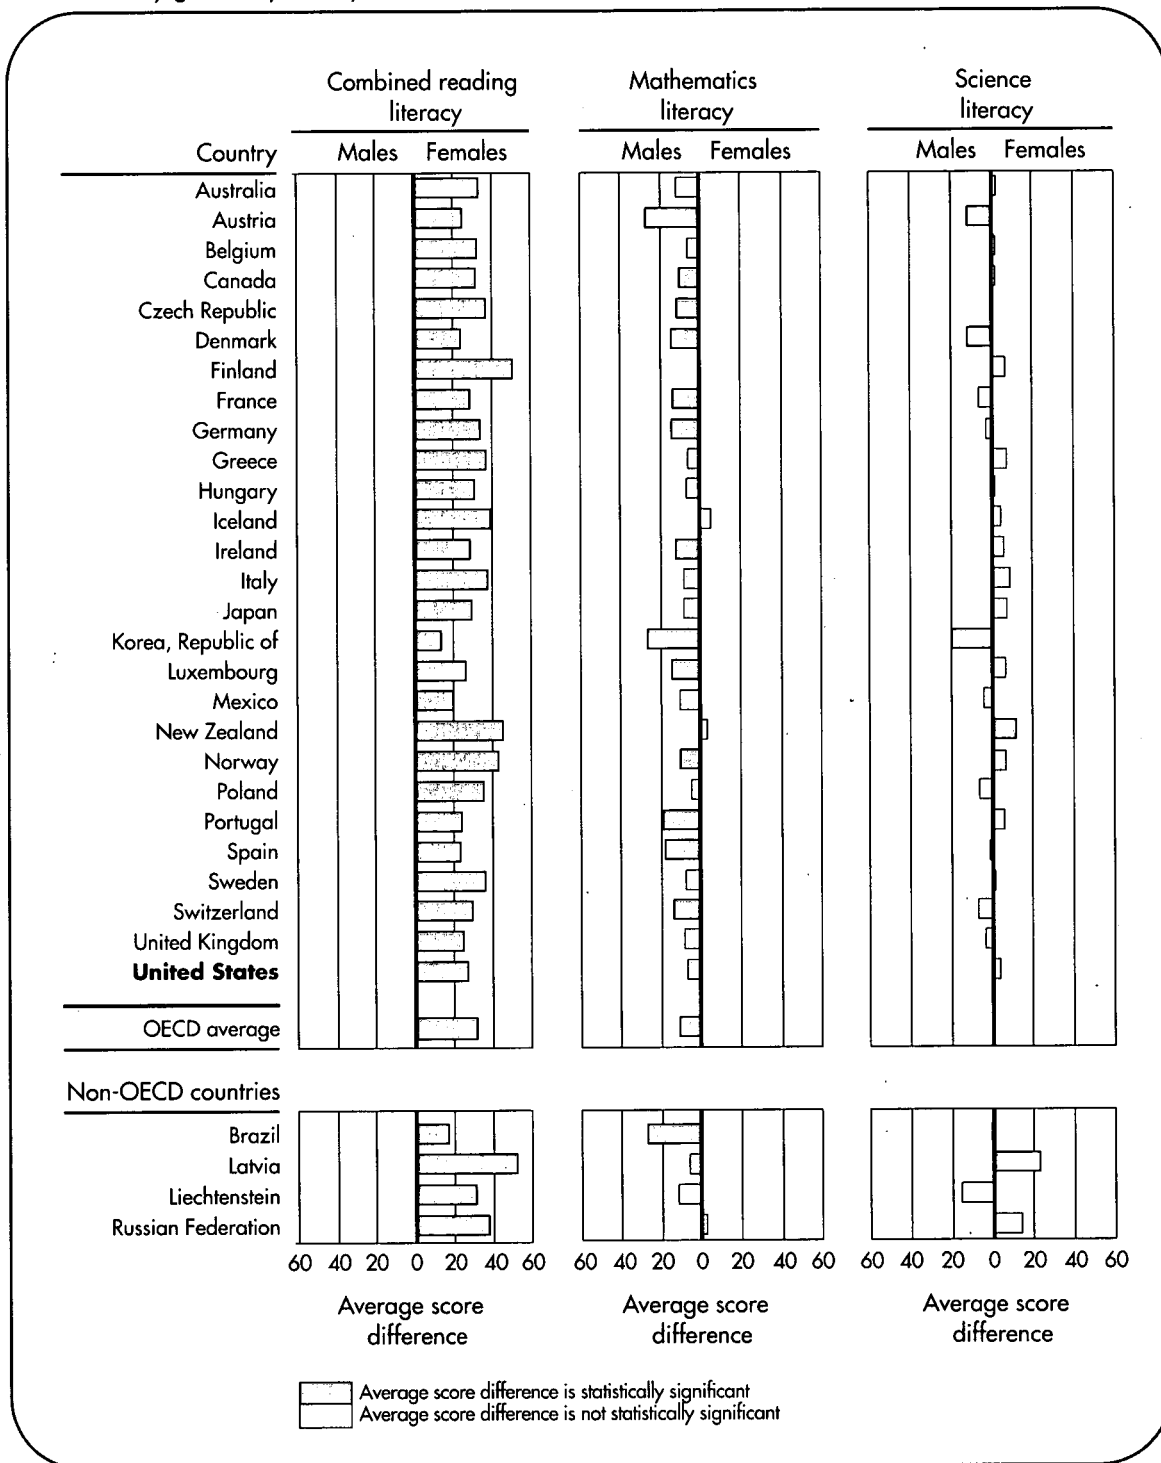 Combined reading
literacy
Mathematics
literacy
Science
literacy
Country
Males Females
Males Females
Males Females
Australia
Austria
Belgium
Canada
Czech Republic
Denmark
Finland
France
Germany
Greece
Hungary
Iceland
Ireland
Italy
Japan
Korea, Republic of
Luxembourg
Mexico
New Zealand
Norway
Poland
Portugal
Spain
Sweden
Switzerland
United Kingdom
United States
OECD average
Non-OECD countries
Brazil
Latvia
Liechtenstein
Russian Federation
60 40 20 0 20 40 60
60 40 20 0 20 40 60
60 40 20 0 20 40 60
Average score
difference
Average score
difference
Average score
difference
Average score difference is statistically significant
Average score difference is not statistically significant